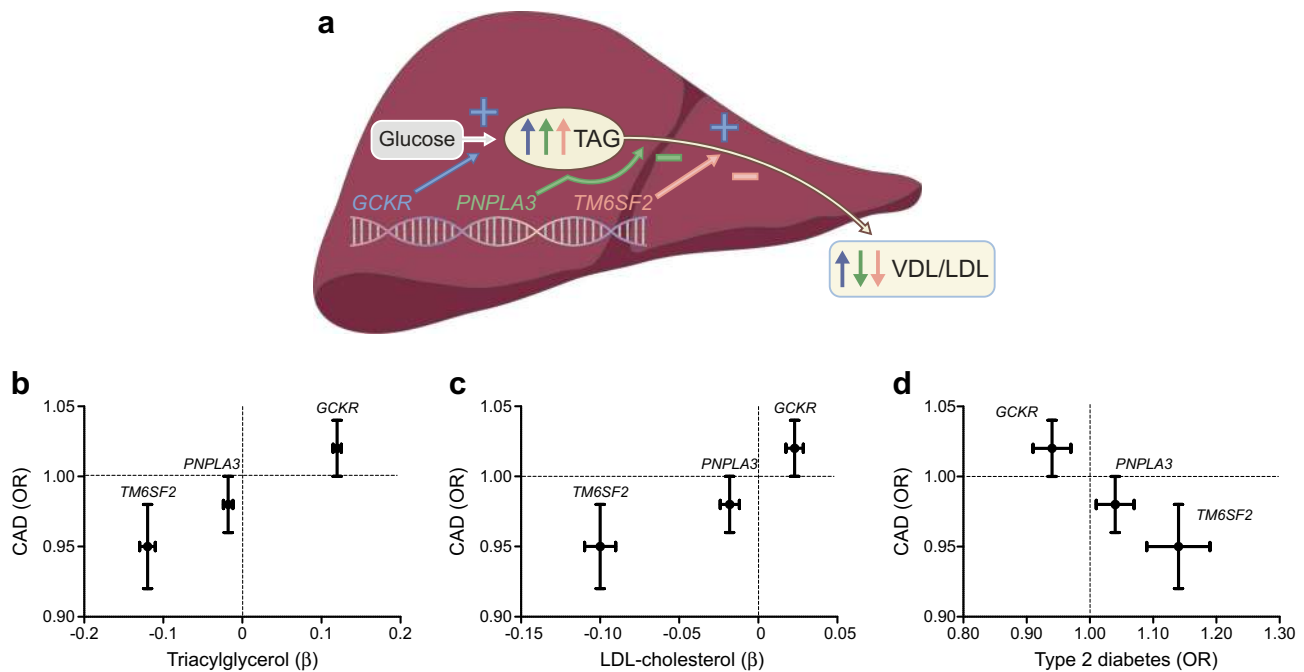 a
Glucose
TAG
GCKR
PNPLA3
TM6SF2
VDL/LDL
b
1.05
1.00
0.95
0.90
CAD (OR)
GCKR
PNPLA3
TM6SF2
-0.2
-0.1
0
0.1
0.2
Triacylglycerol (β)
c
1.05
1.00
0.95
0.90
CAD (OR)
GCKR
PNPLA3
TM6SF2
-0.15
-0.10
-0.05
0
0.05
LDL-cholesterol (β)
d
1.05
1.00
0.95
0.90
CAD (OR)
GCKR
PNPLA3
TM6SF2
0.80
0.90
1.00
1.10
1.20
1.30
Type 2 diabetes (OR)